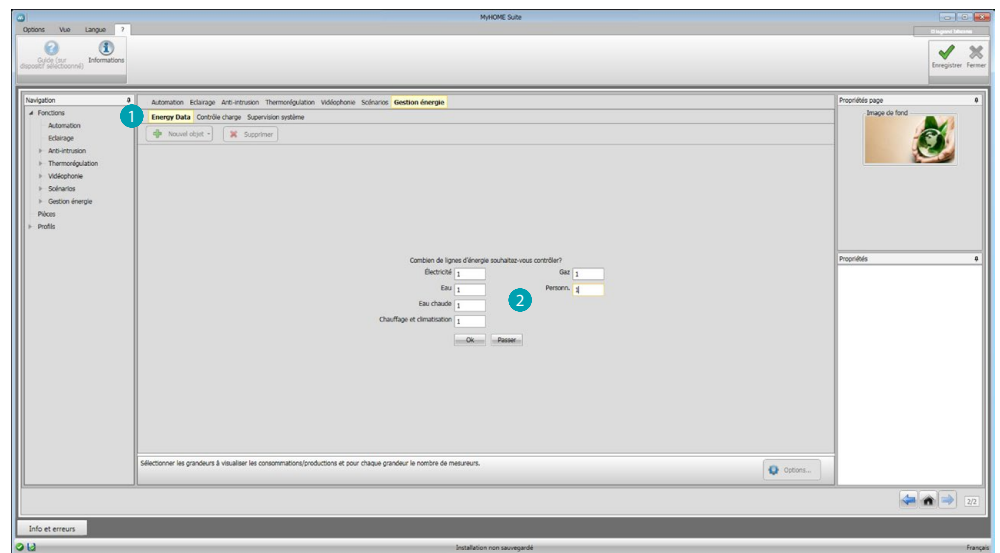 MyHOME Suite
Options Vue Langue ?
Guide (sur dispositif sélectionné)
Informations
Enregistrer Fermer
Navigation
Fonctions
Automation
Eclairage
Anti-intrusion
Thermorégulation
Vidéophonie
Scénarios
Gestion énergie
Pièces
Profils
1
Automation Eclairage Anti-intrusion Thermorégulation Vidéophonie Scénarios Gestion énergie
Energy Data Contrôle charge Supervision système
Nouvel objet Supprimer
Combien de lignes d'énergie souhaitez-vous contrôler?
Électricité 1 Gaz 1
Eau 1 Personn. 1
Eau chaude 1
2
Chauffage et climatisation 1
Ok Passer
Sélectionner les grandeurs à visualiser les consommations/productions et pour chaque grandeur le nombre de mesureurs.
Options...
Propriétés page
Image de fond
Propriétés
2/2
Info et erreurs
Installation non sauvegardé
Français